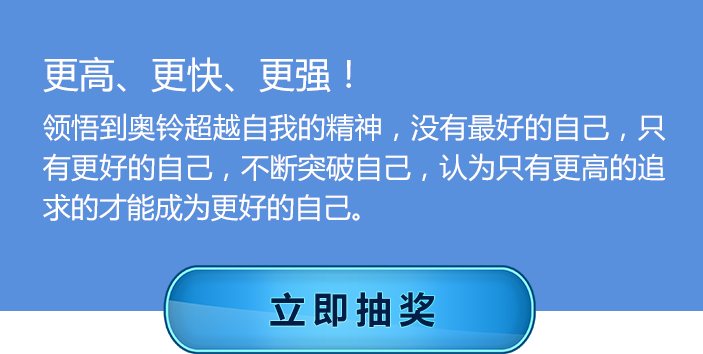 更高、更快、更强！
领悟到奥铃超越自我的精神，没有最好的自己，只
有更好的自己，不断突破自己，认为只有更高的追
求的才能成为更好的自己。
立即抽奖